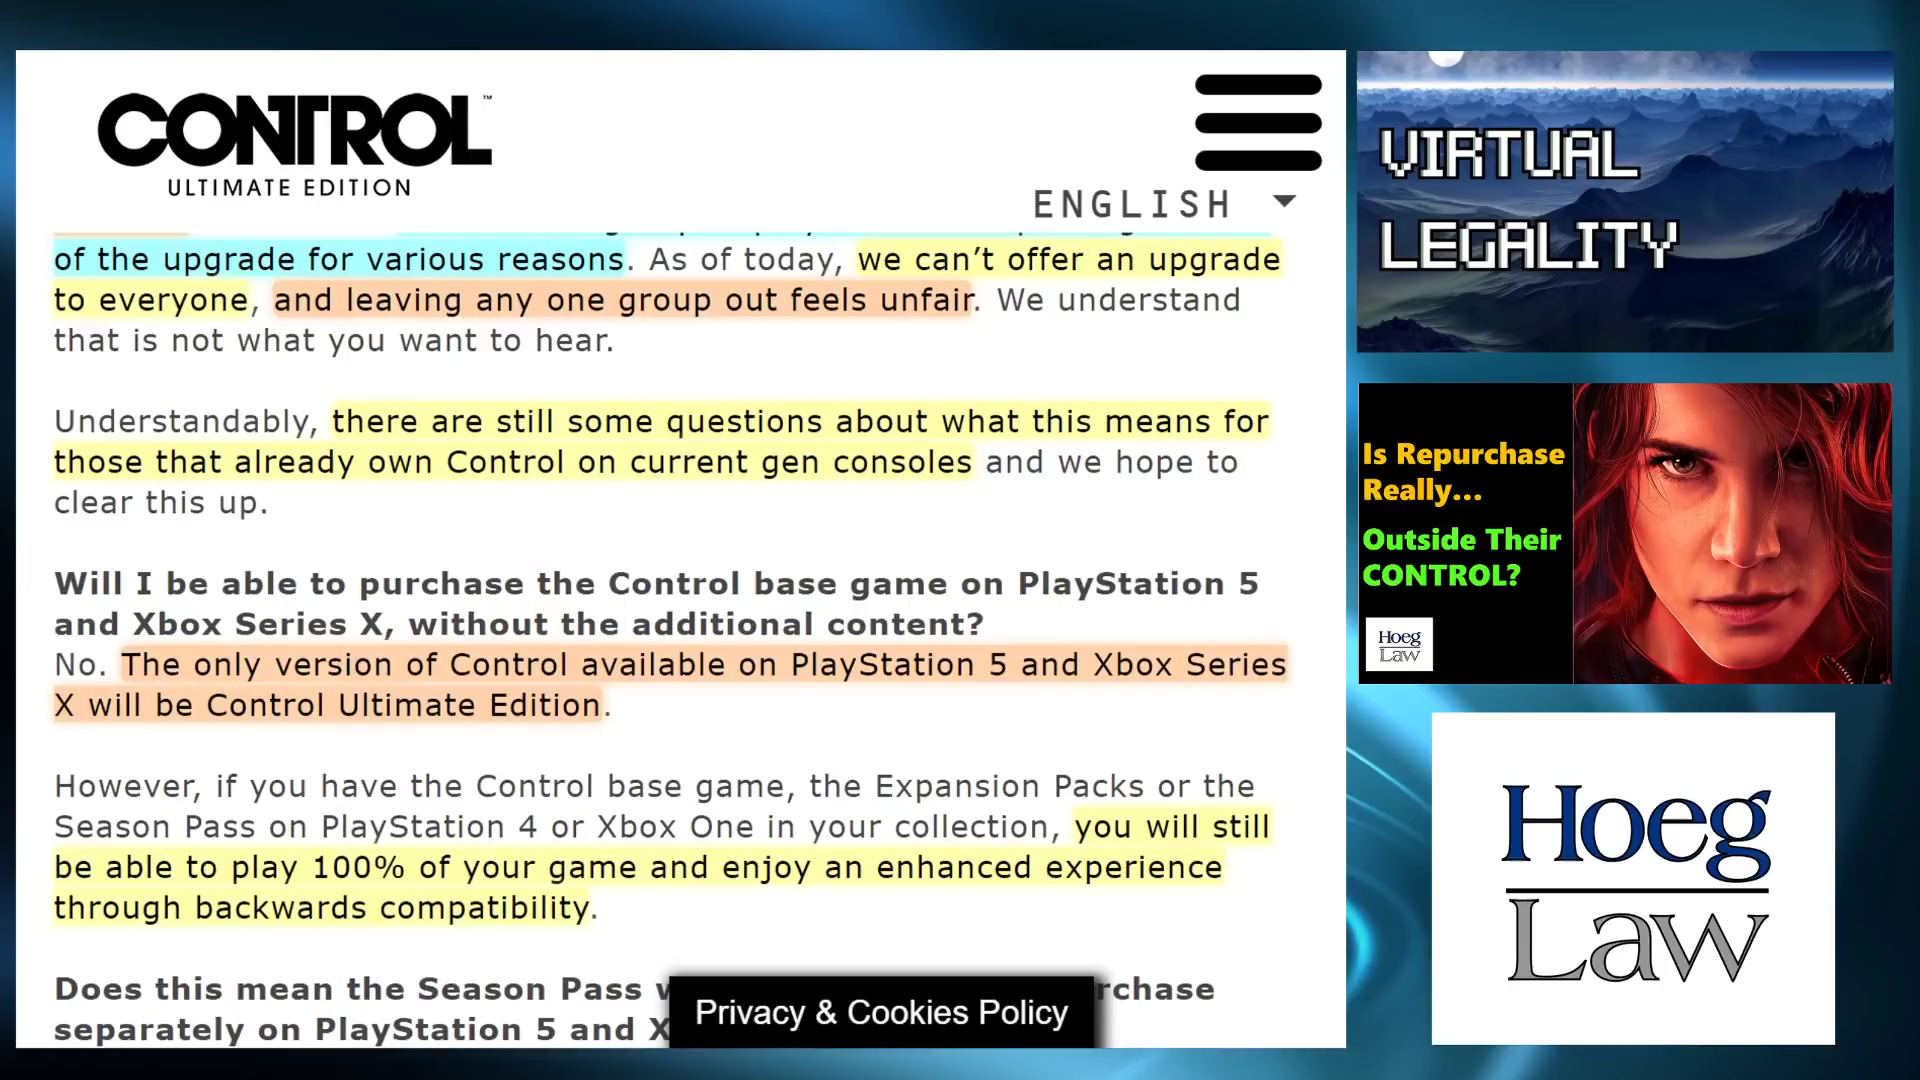 CONTROL™
ULTIMATE EDITION
ENGLISH
of the upgrade for various reasons. As of today, we can’t offer an upgrade
to everyone, and leaving any one group out feels unfair. We understand
that is not what you want to hear.
Understandably, there are still some questions about what this means for
those that already own Control on current gen consoles and we hope to
clear this up.
Will I be able to purchase the Control base game on PlayStation 5
and Xbox Series X, without the additional content?
No. The only version of Control available on PlayStation 5 and Xbox Series
X will be Control Ultimate Edition.
However, if you have the Control base game, the Expansion Packs or the
Season Pass on PlayStation 4 or Xbox One in your collection, you will still
be able to play 100% of your game and enjoy an enhanced experience
through backwards compatibility.
Does this mean the Season Pass
separately on PlayStation 5 and
Privacy & Cookies Policy
VIRTUAL
LEGALITY
Is Repurchase
Really...
Outside Their
CONTROL?
Hoeg
Law
Hoeg
Law